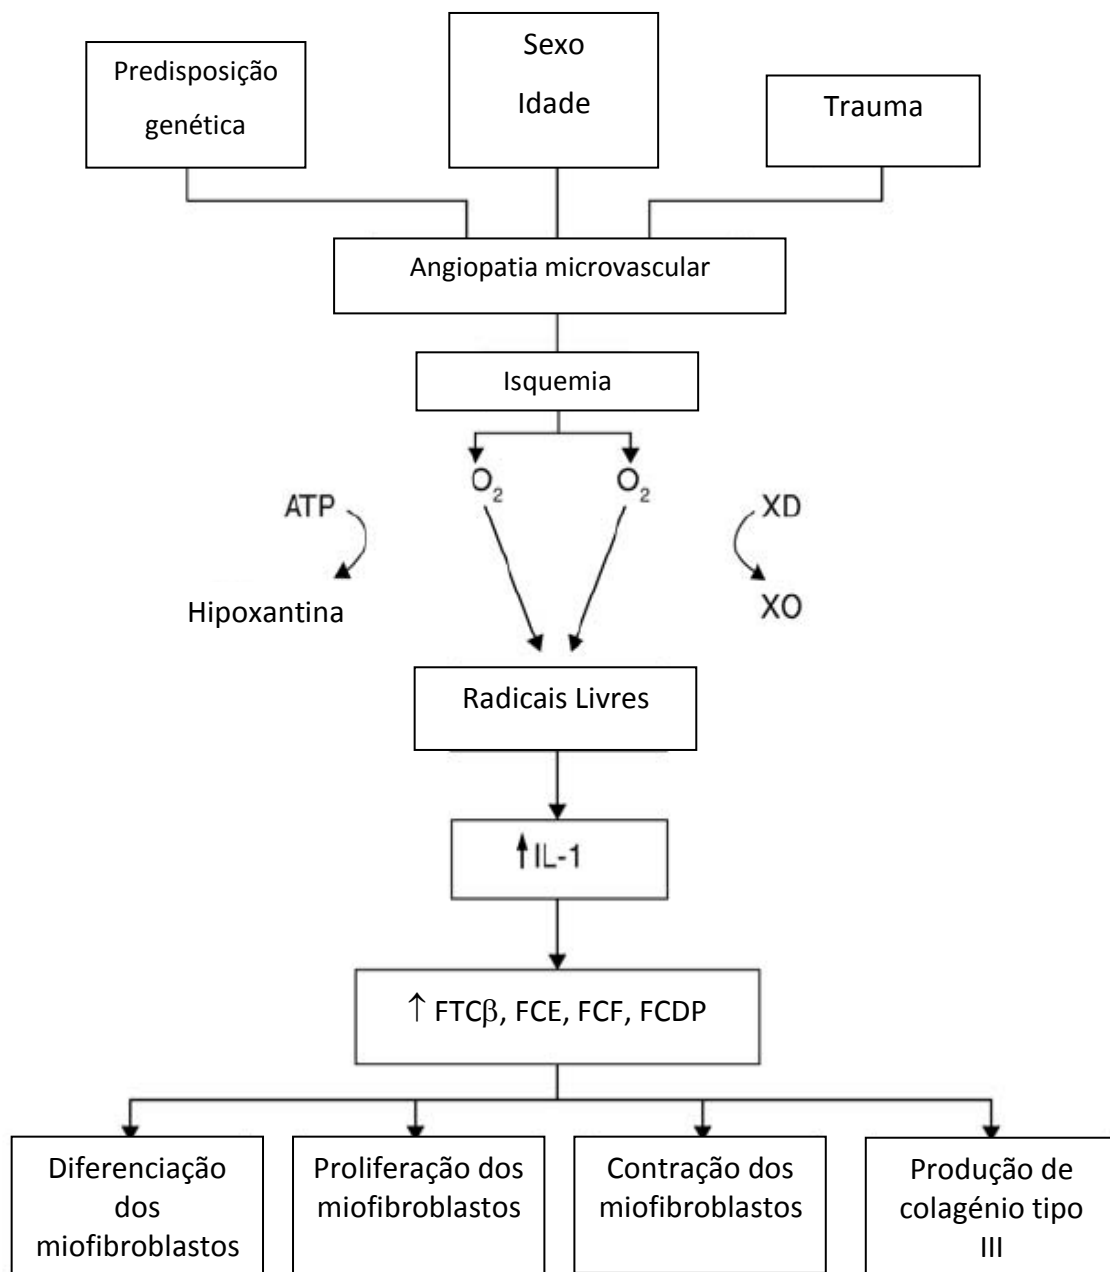 Predisposição
genética
Sexo
Idade
Trauma
Angiopatia microvascular
Isquemia
O₂
O₂
ATP
Hipoxantina
XD
XO
Radicais Livres
↑IL-1
↑ FTCβ, FCE, FCF, FCDP
Diferenciação
dos
miofibroblastos
Proliferação dos
miofibroblastos
Contração dos
miofibroblastos
Produção de
colagénio tipo
III